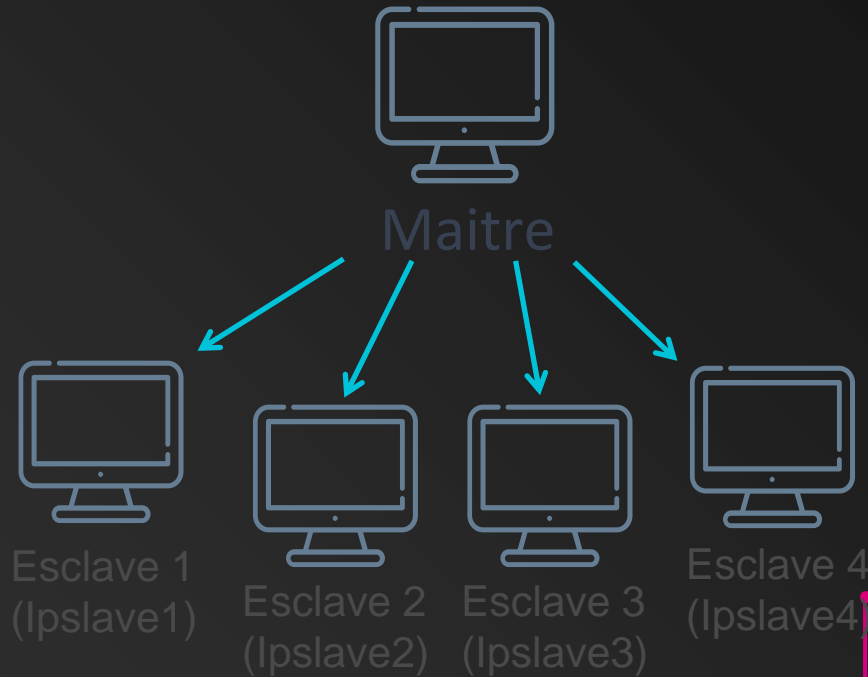 Maitre
Esclave 1
(Ipslave1)
Esclave 2
(Ipslave2)
Esclave 3
(Ipslave3)
Esclave 4
(Ipslave4)